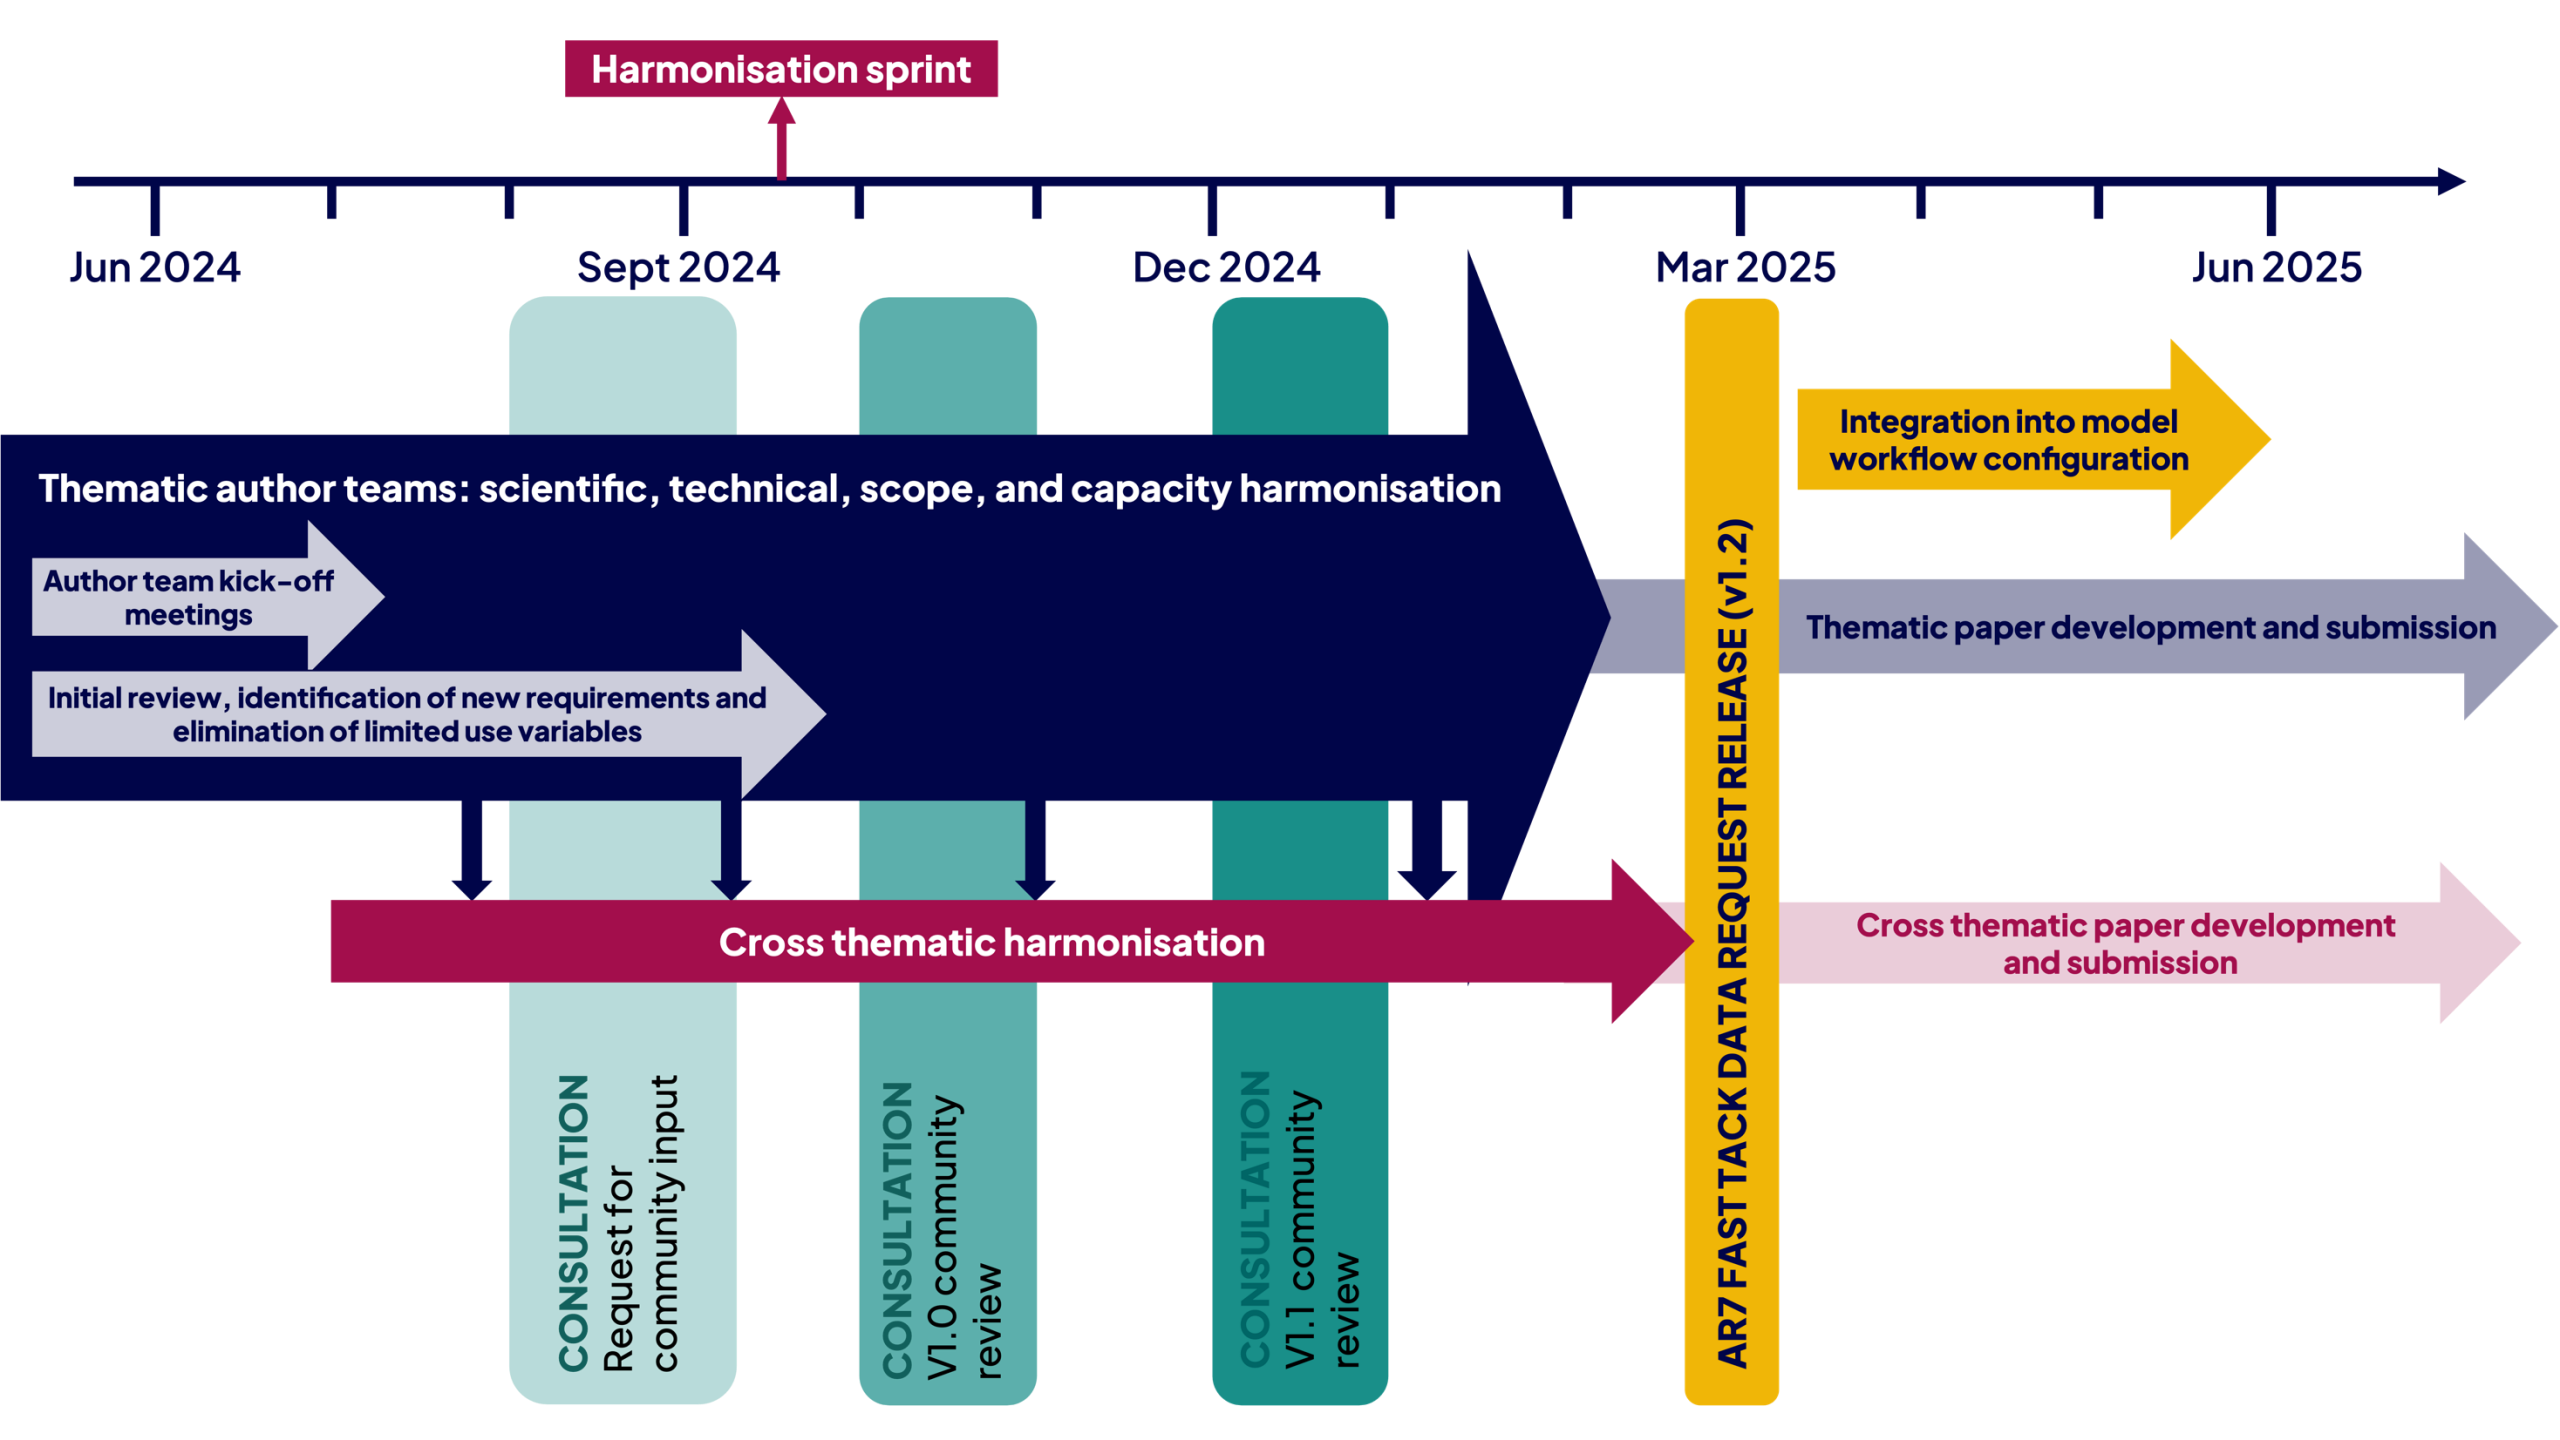 Harmonisation sprint
Jun 2024
Sept 2024
Dec 2024
Mar 2025
Jun 2025
Thematic author teams: scientific, technical, scope, and capacity harmonisation
Author team kick-off
meetings
Initial review, identification of new requirements and
elimination of limited use variables
Integration into model
workflow configuration
Thematic paper development and submission
Cross thematic harmonisation
Cross thematic paper development
and submission
CONSULTATION
Request for
community input
CONSULTATION
V1.0 community
review
CONSULTATION
V1.1 community
review
AR7 FAST TACK DATA REQUEST RELEASE (v1.2)